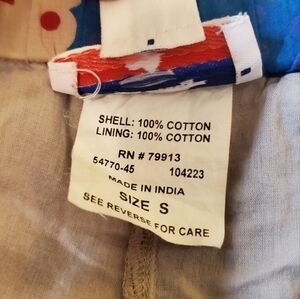 SHELL: 100% COTTON
LINING: 100% COTTON
RN # 79913
54770-45 104223
MADE IN INDIA
SIZE S
SEE REVERSE FOR CARE